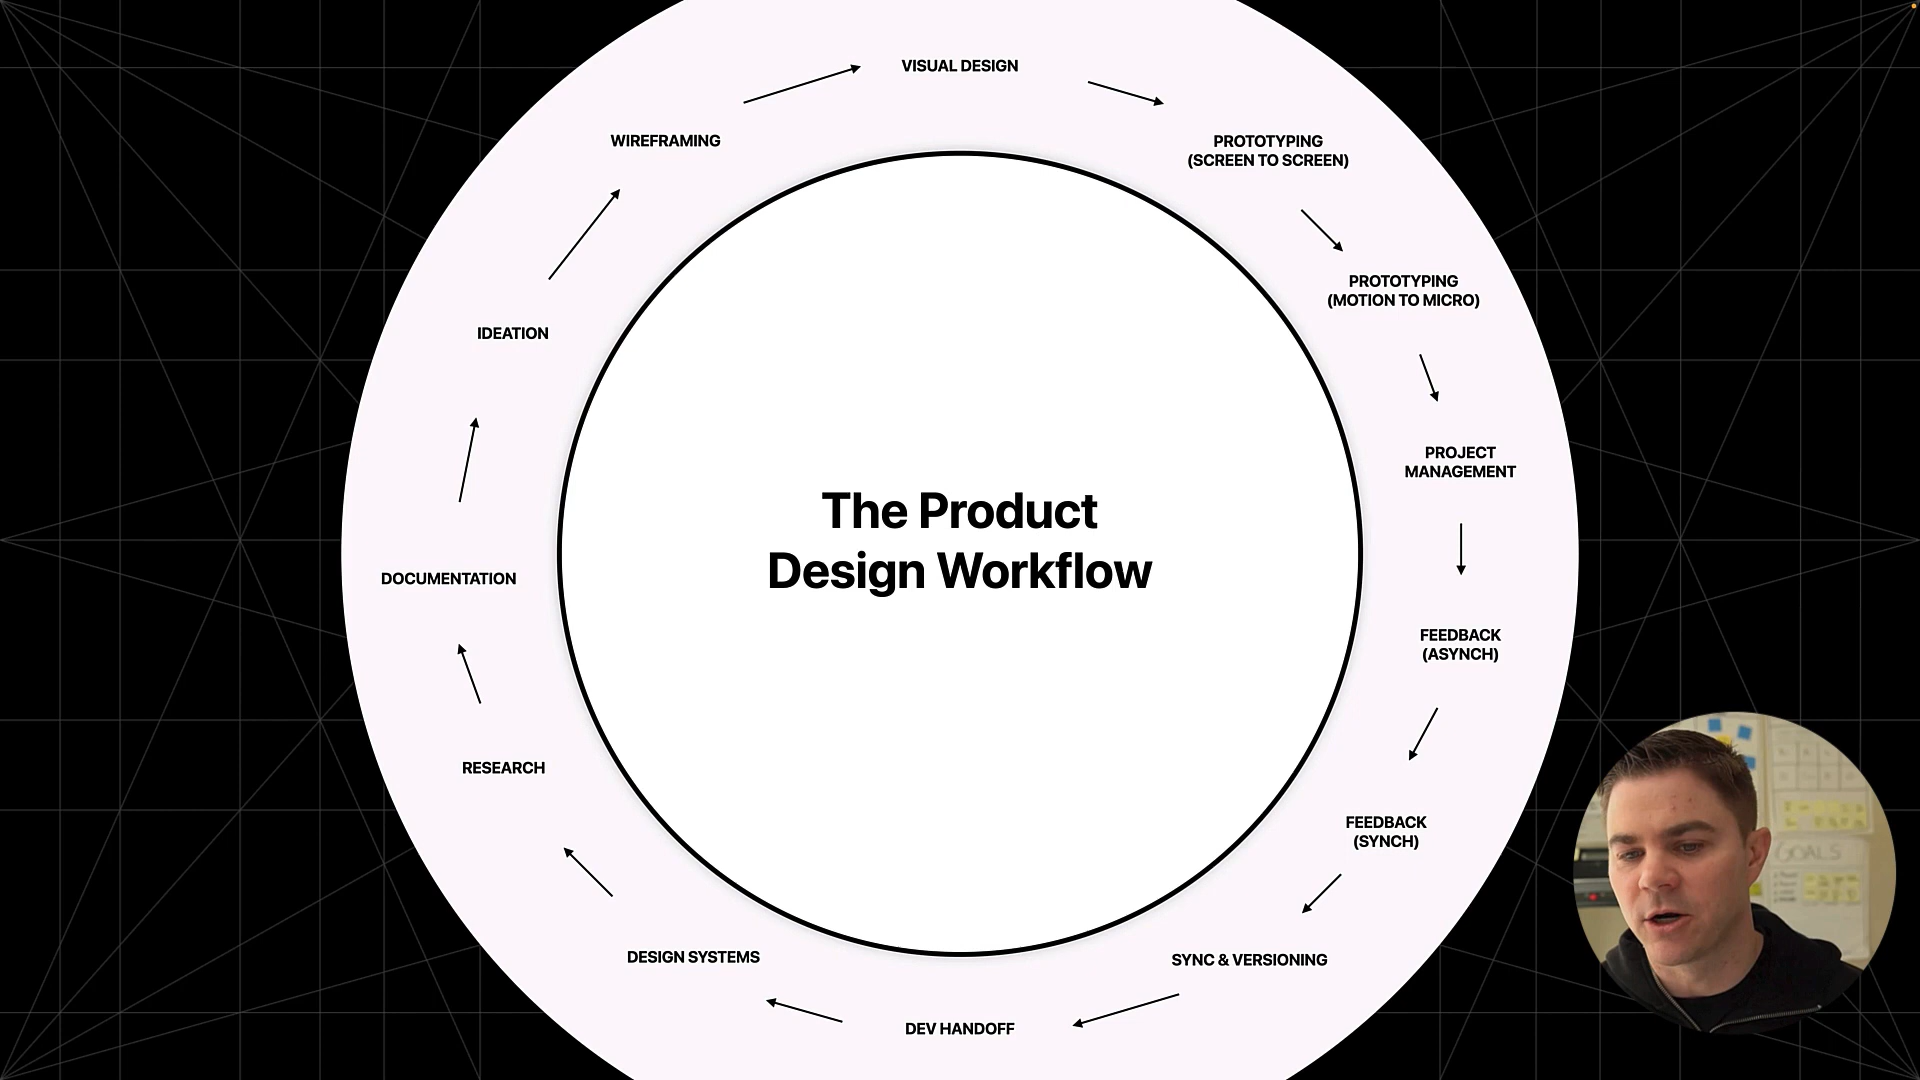 VISUAL DESIGN
WIREFRAMING
PROTOTYPING
(SCREEN TO SCREEN)
PROTOTYPING
(MOTION TO MICRO)
IDEATION
PROJECT
MANAGEMENT
The Product
Design Workflow
DOCUMENTATION
FEEDBACK
(ASYNCH)
RESEARCH
FEEDBACK
(SYNCH)
GOALS
DESIGN SYSTEMS
SYNC & VERSIONING
DEV HANDOFF